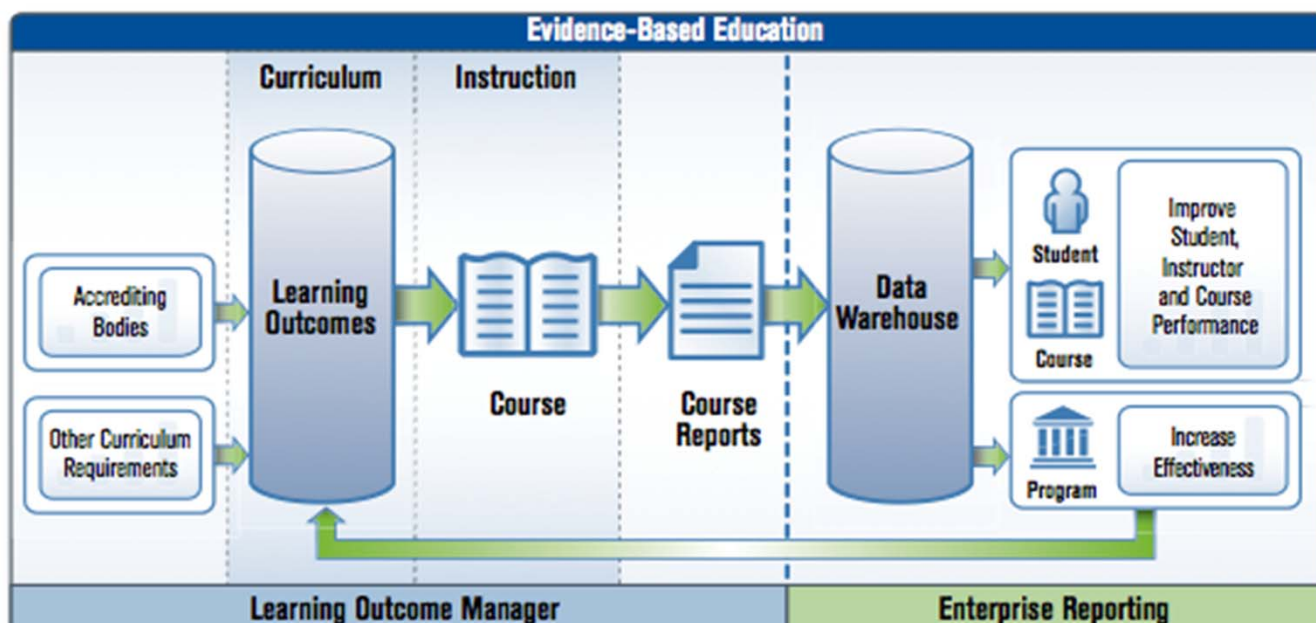 Evidence-Based Education
Curriculum
Instruction
Accrediting
Bodies
Other Curriculum
Requirements
Learning
Outcomes
Course
Course
Reports
Data
Warehouse
Student
Course
Improve
Student,
Instructor
and Course
Performance
Program
Increase
Effectiveness
Learning Outcome Manager
Enterprise Reporting